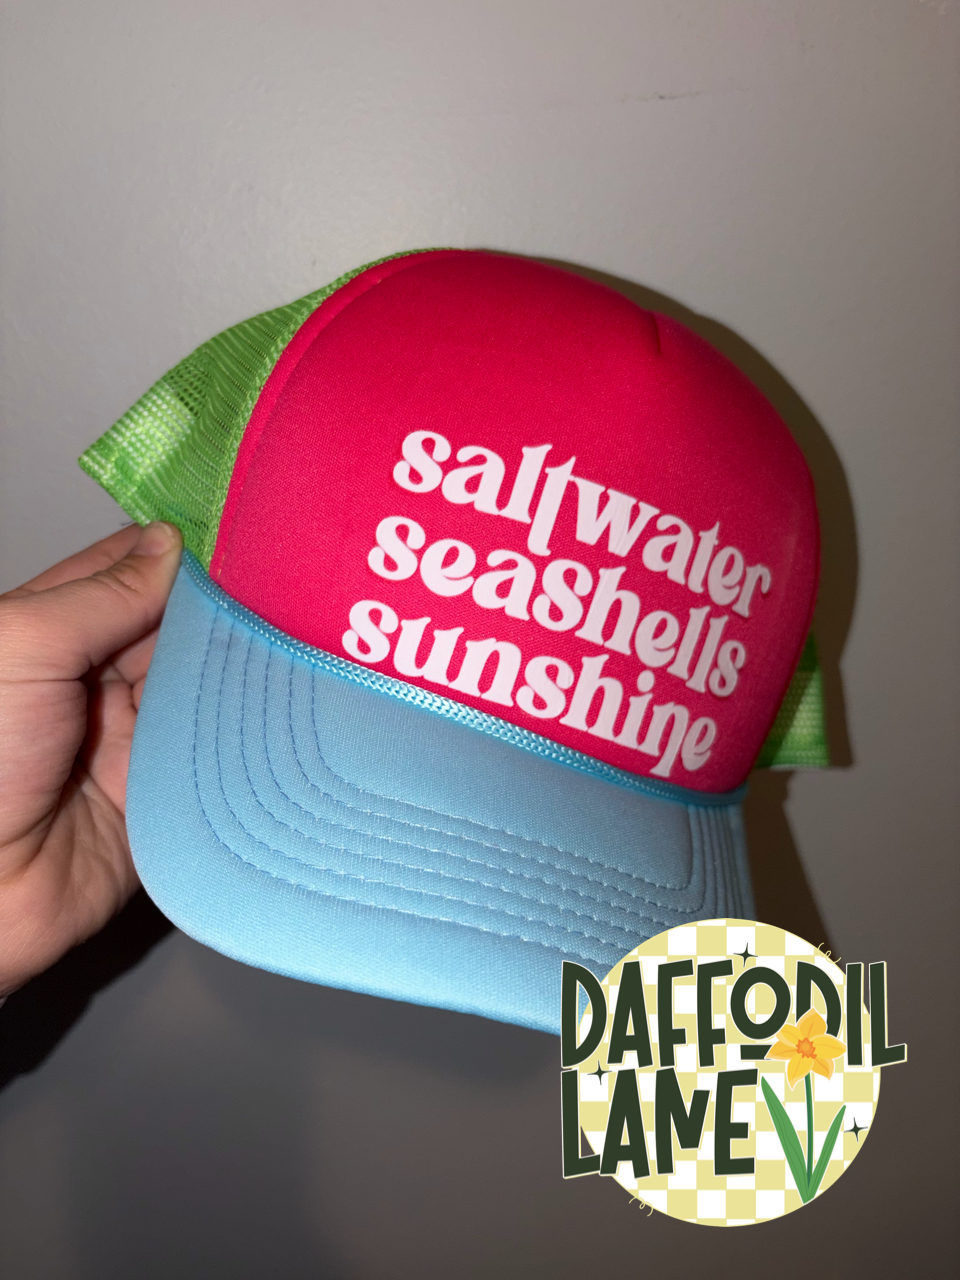 saltwater
seashells
sunshine
DAFFODIL
LANE